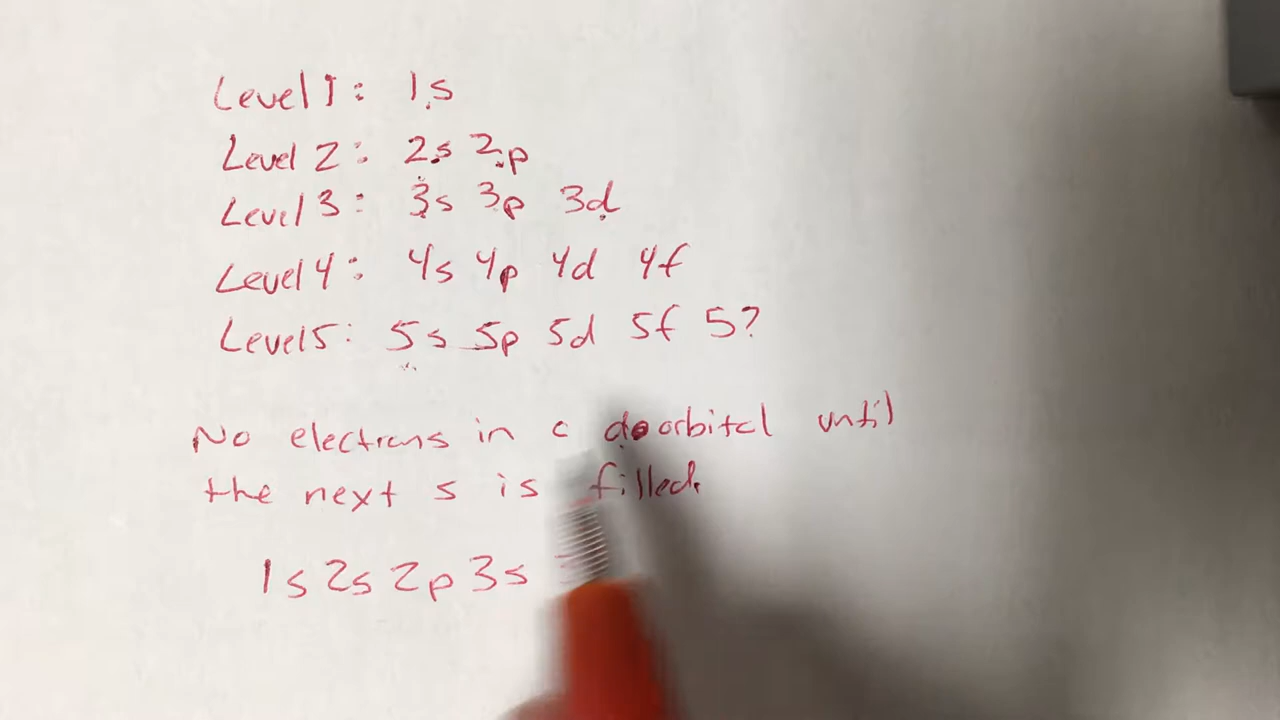 Level 1: 1s
Level 2: 2s 2p
Level 3: 3s 3p 3d
Level 4: 4s 4p 4d 4f
Level 5: 5s 5p 5d 5f 5?
No electrons in a d orbital until
the next s is filled.
1s 2s 2p 3s